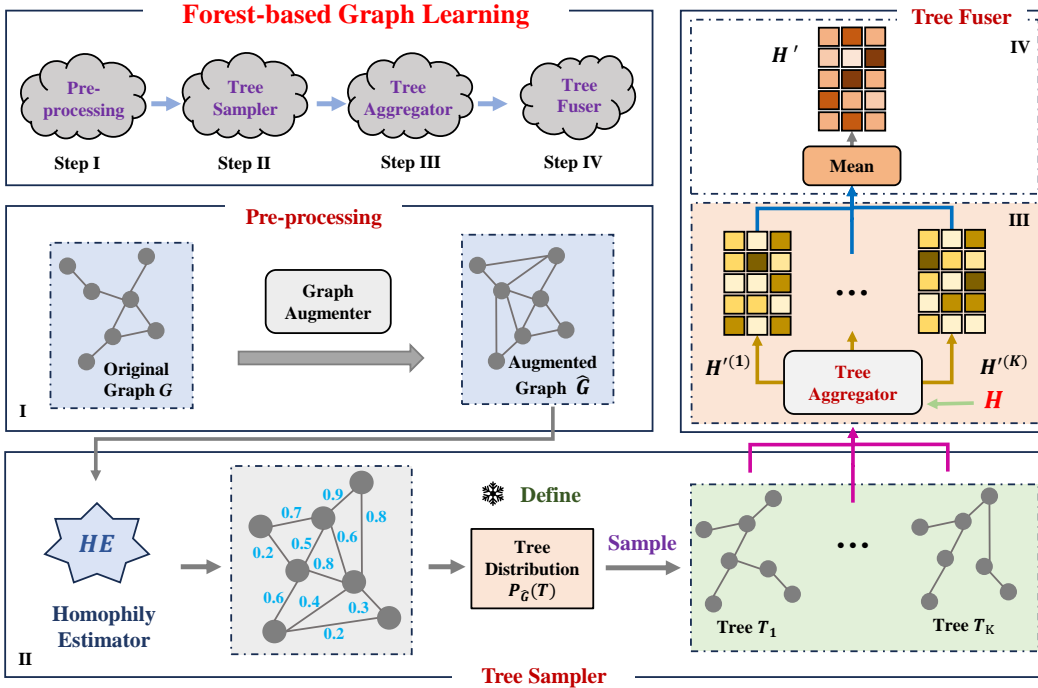 Forest-based Graph Learning
Pre-
processing
Tree
Sampler
Tree
Aggregator
Tree
Fuser
Step I
Step II
Step III
Step IV
Pre-processing
Original
Graph G
Graph
Augmenter
Augmented
Graph Ĝ
I
Tree Fuser
IV
H′
Mean
III
...
H′(1)
H′(K)
Tree
Aggregator
H
HE
Homophily
Estimator
0.9
0.7
0.8
0.6
0.5
0.2
0.8
0.6
0.4
0.3
0.2
❄ Define
Tree
Distribution
P_Ĝ(T)
Sample
...
Tree T₁
Tree T_K
II
Tree Sampler